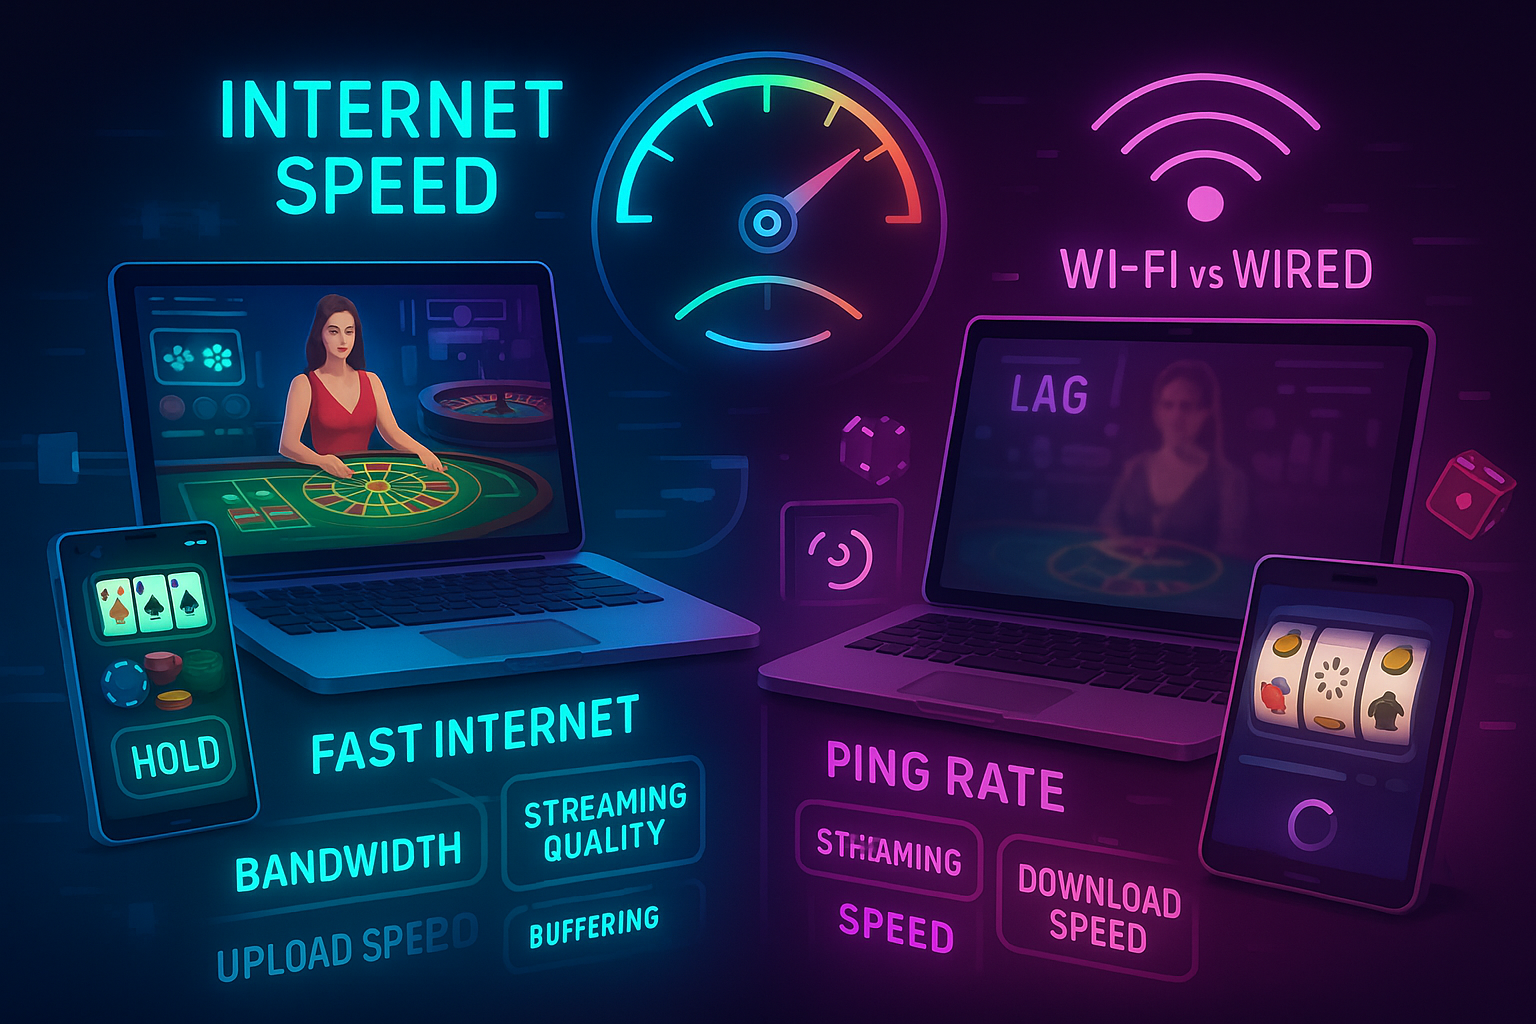 INTERNET
SPEED
WI-FI vs WIRED
LAG
HOLD
FAST INTERNET
STREAMING
QUALITY
BANDWIDTH
UPLOAD SPEED
BUFFERING
PING RATE
SPEED
DOWNLOAD
SPEED